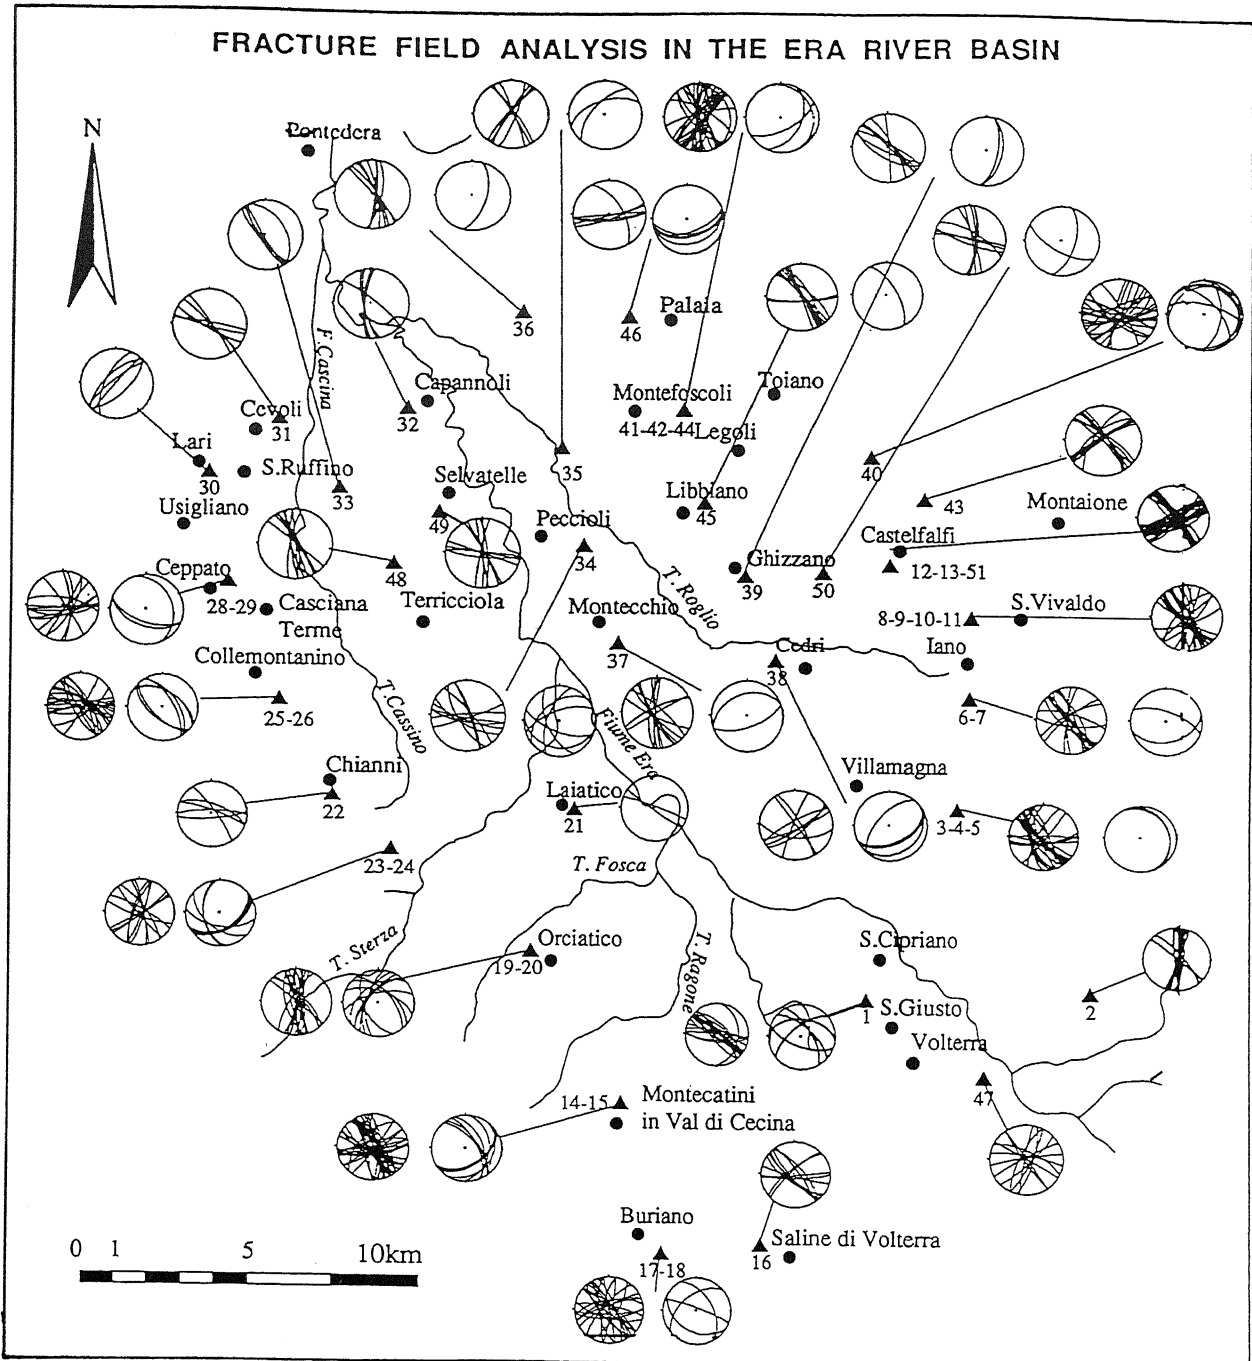 FRACTURE FIELD ANALYSIS IN THE ERA RIVER BASIN
N
Pontedera
36
46
Palaia
F. Cascina
Capannoli
32
Montefoscoli
41-42-44
Toiano
Legoli
Cevoli
31
Lari
30
S.Ruffino
33
35
40
Usigliano
Selvatelle
49
Peccioli
Libbiano
45
43
Montaione
34
Castelfalfi
12-13-51
Ghizzano
39
50
Ceppato
28-29
48
Casciana
Terme
Terricciola
Montecchio
37
T. Roglio
8-9-10-11
S.Vivaldo
Cedri
38
Iano
Collemontanino
25-26
T.Cassino
6-7
Fiume Era
Chianni
22
Laiatico
21
Villamagna
3-4-5
23-24
T. Fosca
T. Sterza
Orciatico
19-20
T. Ragone
S.Cipriano
1
S.Giusto
2
Volterra
47
14-15
Montecatini
in Val di Cecina
Buriano
17-18
16
Saline di Volterra
0 1 5 10km